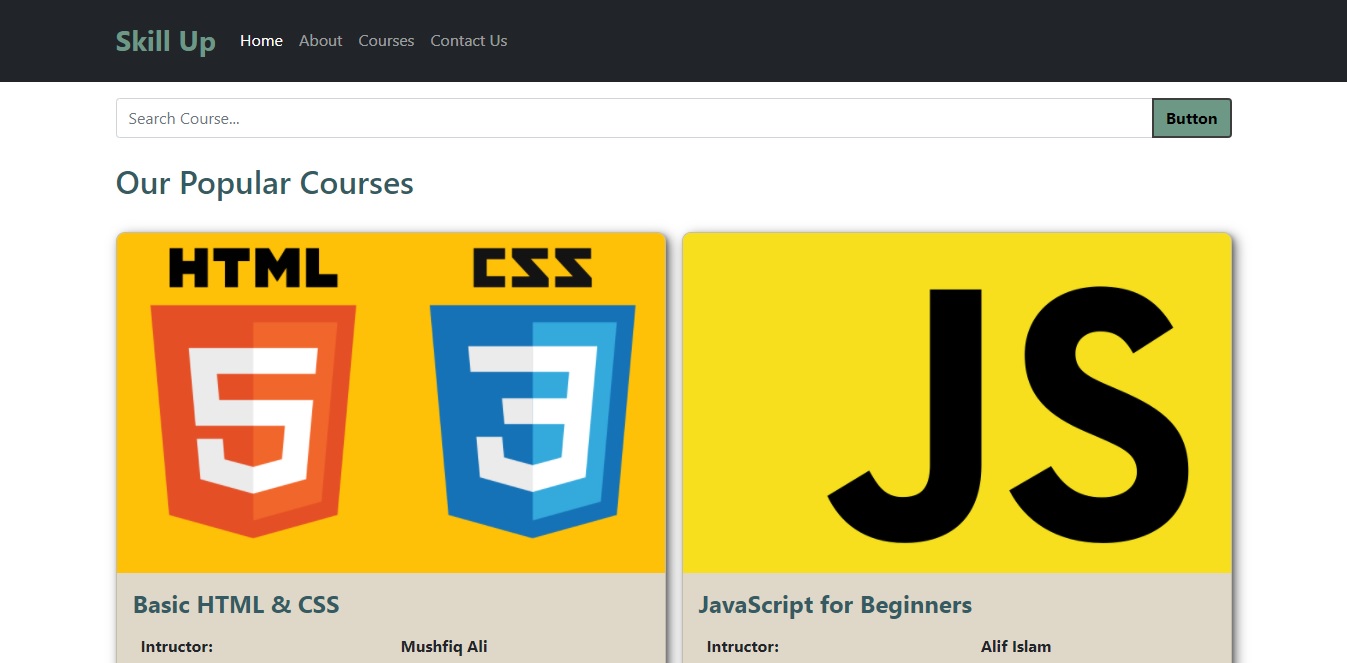 Skill Up Home About Courses Contact Us
Search Course... Button
Our Popular Courses
HTML CSS
5 3
JS
Basic HTML & CSS
Intructor: Mushfiq Ali
JavaScript for Beginners
Intructor: Alif Islam